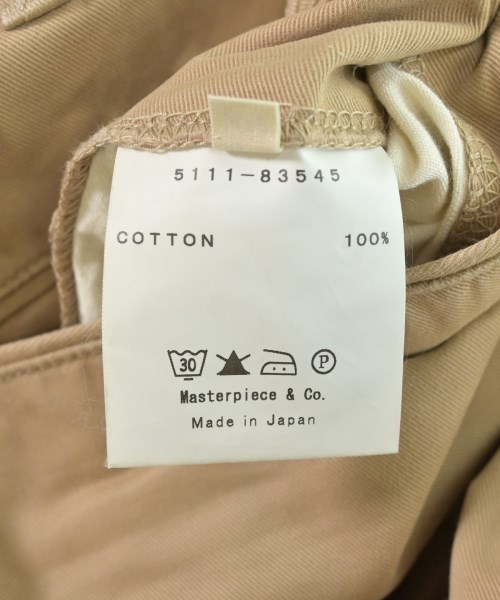 5111-83545
COTTON 100%
30 P
Masterpiece & Co.
Made in Japan